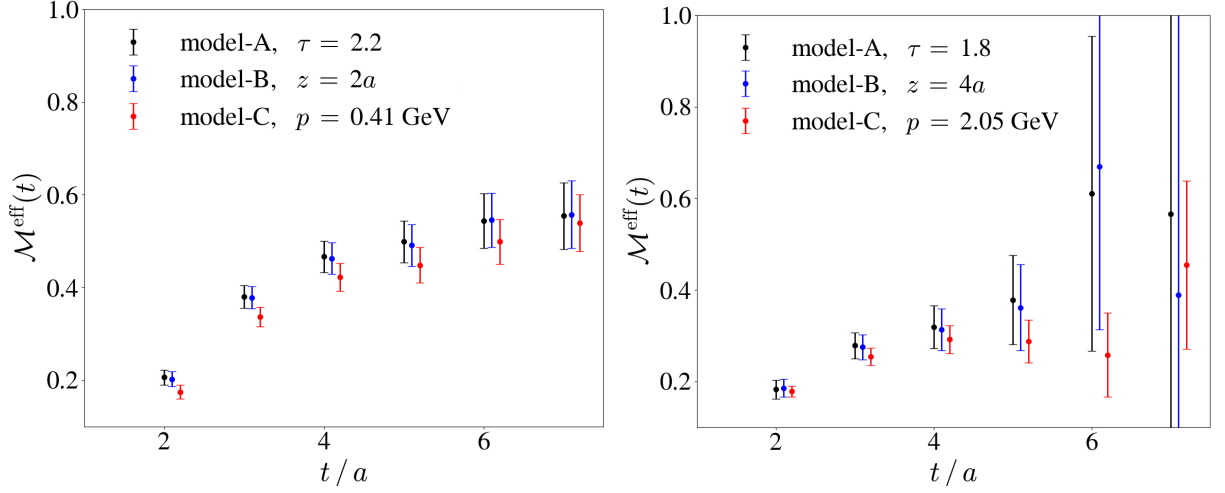 1.0
0.8
0.6
0.4
0.2
ℳ^eff(t)
model-A, τ = 2.2
model-B, z = 2a
model-C, p = 0.41 GeV
2 4 6
t / a
1.0
0.8
0.6
0.4
0.2
ℳ^eff(t)
model-A, τ = 1.8
model-B, z = 4a
model-C, p = 2.05 GeV
2 4 6
t / a